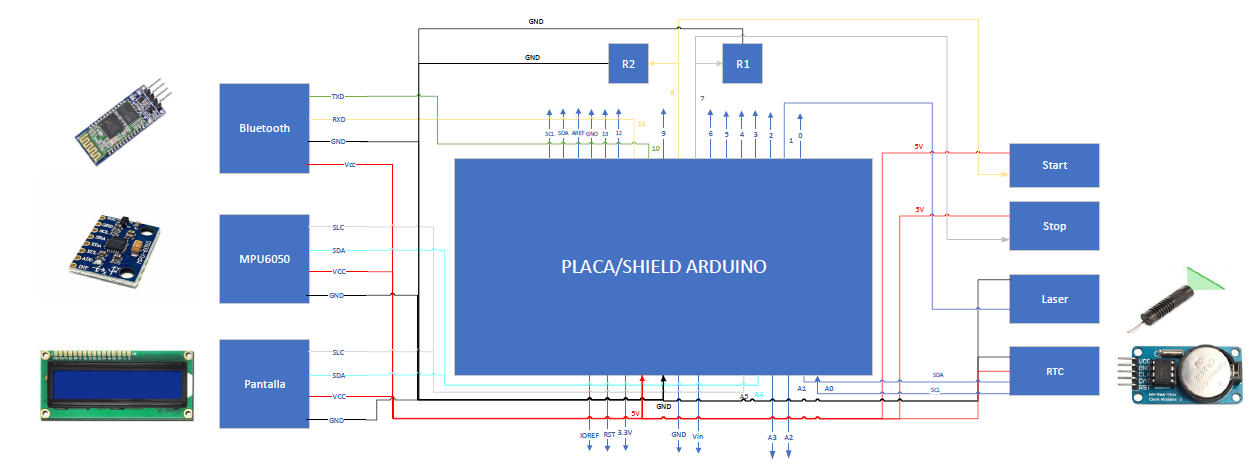 GND
GND
R2
R1
8
7
TXD
RXD
GND
Vcc
Bluetooth
11
10
SCL
SDA
AREF
GND
13
12
9
6
5
4
3
2
1
0
5V
Start
5V
Stop
SLC
SDA
VCC
GND
MPU6050
PLACA/SHIELD ARDUINO
Laser
SLC
SDA
VCC
GND
Pantalla
RTC
SDA
SCL
A1
A0
A5
A4
GND
5V
IOREF
RST
3.3V
GND
Vin
A3
A2
VCC
GND